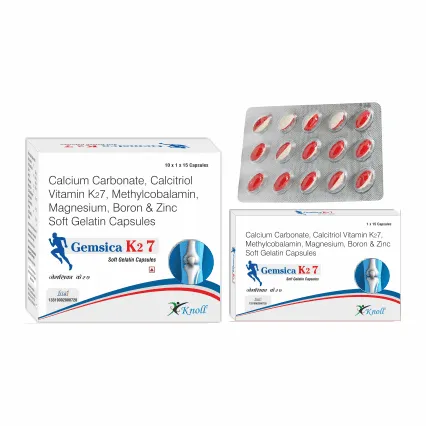 10 x 1 x 15 Capsules
Calcium Carbonate, Calcitriol
Vitamin K27, Methylcobalamin,
Magnesium, Boron & Zinc
Soft Gelatin Capsules
Gemsica K2 7
Soft Gelatin Capsules
Knoll
1 x 15 Capsules
Calcium Carbonate, Calcitriol Vitamin K27,
Methylcobalamin, Magnesium, Boron & Zinc
Soft Gelatin Capsules
Gemsica K2 7
Soft Gelatin Capsules
Knoll